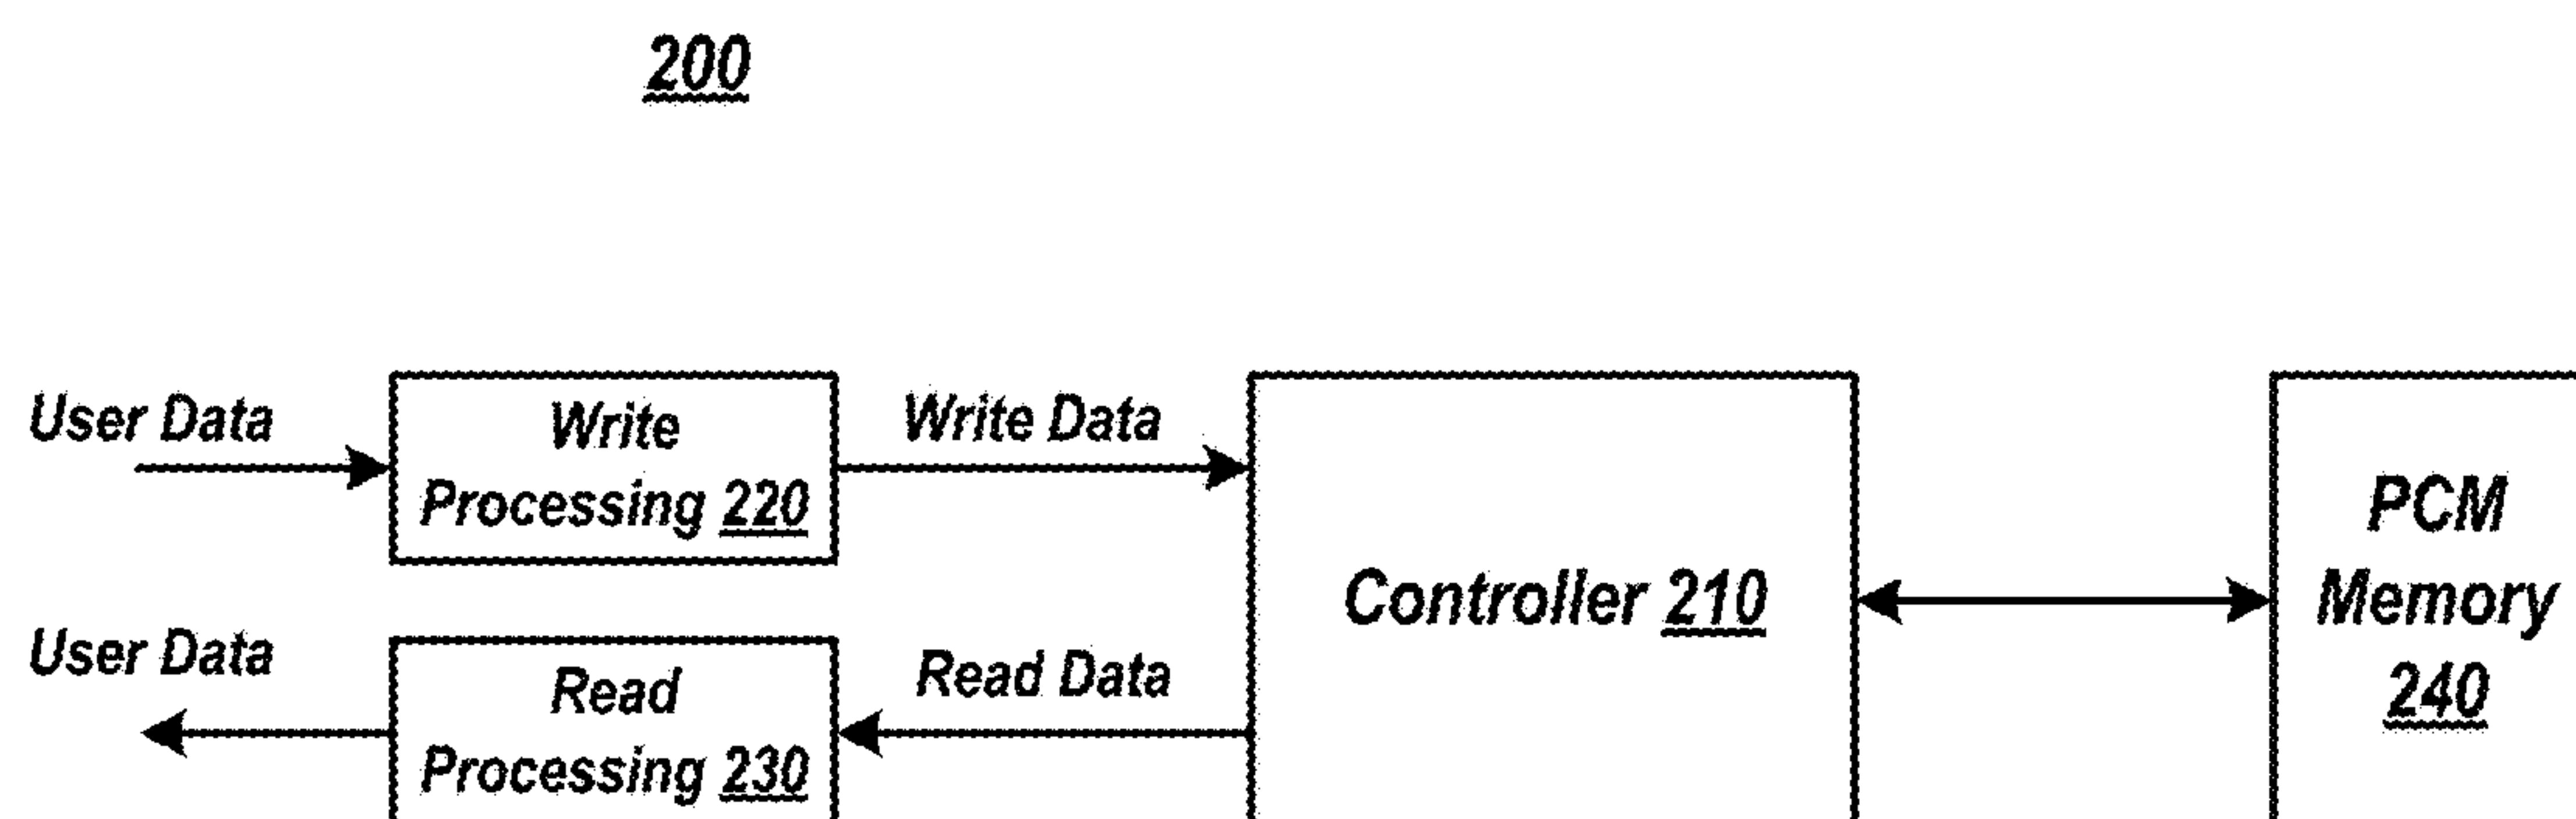 200
User Data
Write
Processing 220
Write Data
Controller 210
PCM
Memory
240
User Data
Read
Processing 230
Read Data